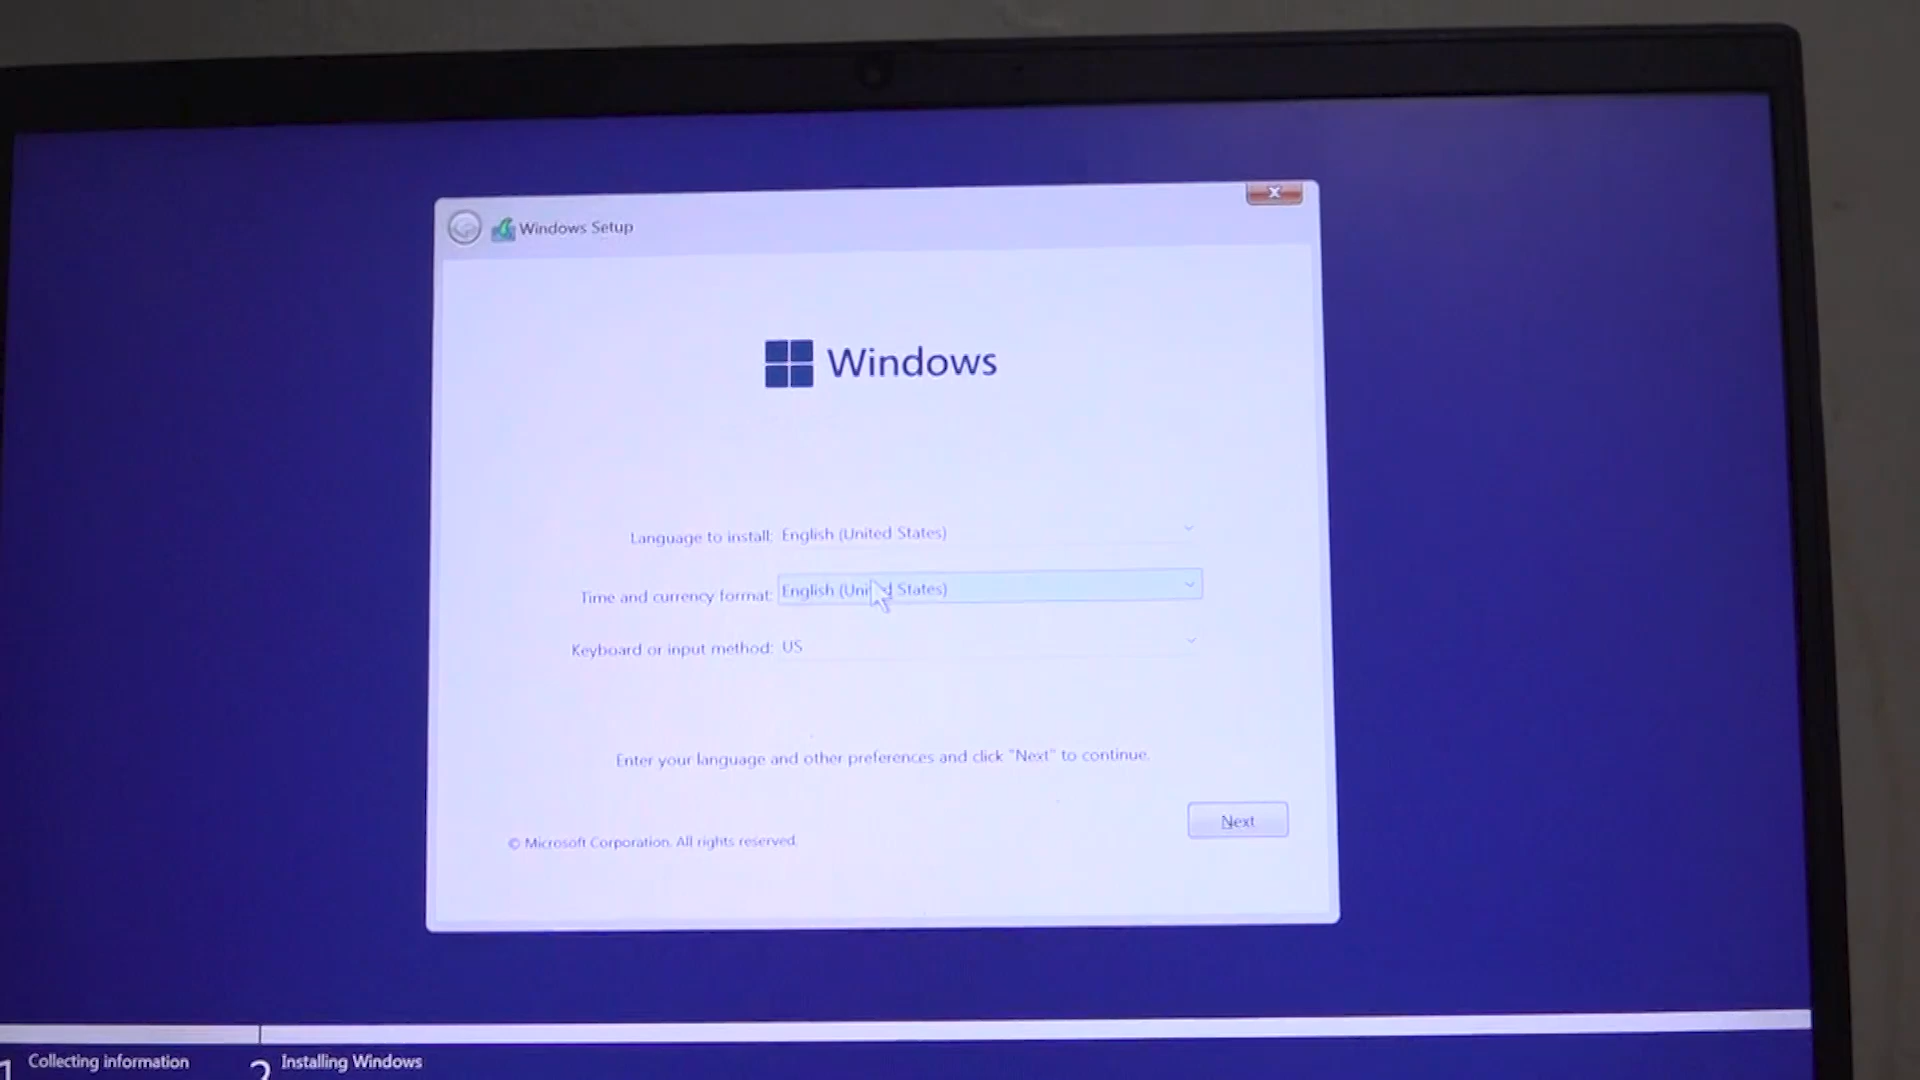 Windows Setup
Windows
Language to install: English (United States)
Time and currency format: English (United States)
Keyboard or input method: US
Enter your language and other preferences and click "Next" to continue.
Next
© Microsoft Corporation. All rights reserved.
1 Collecting information
2 Installing Windows